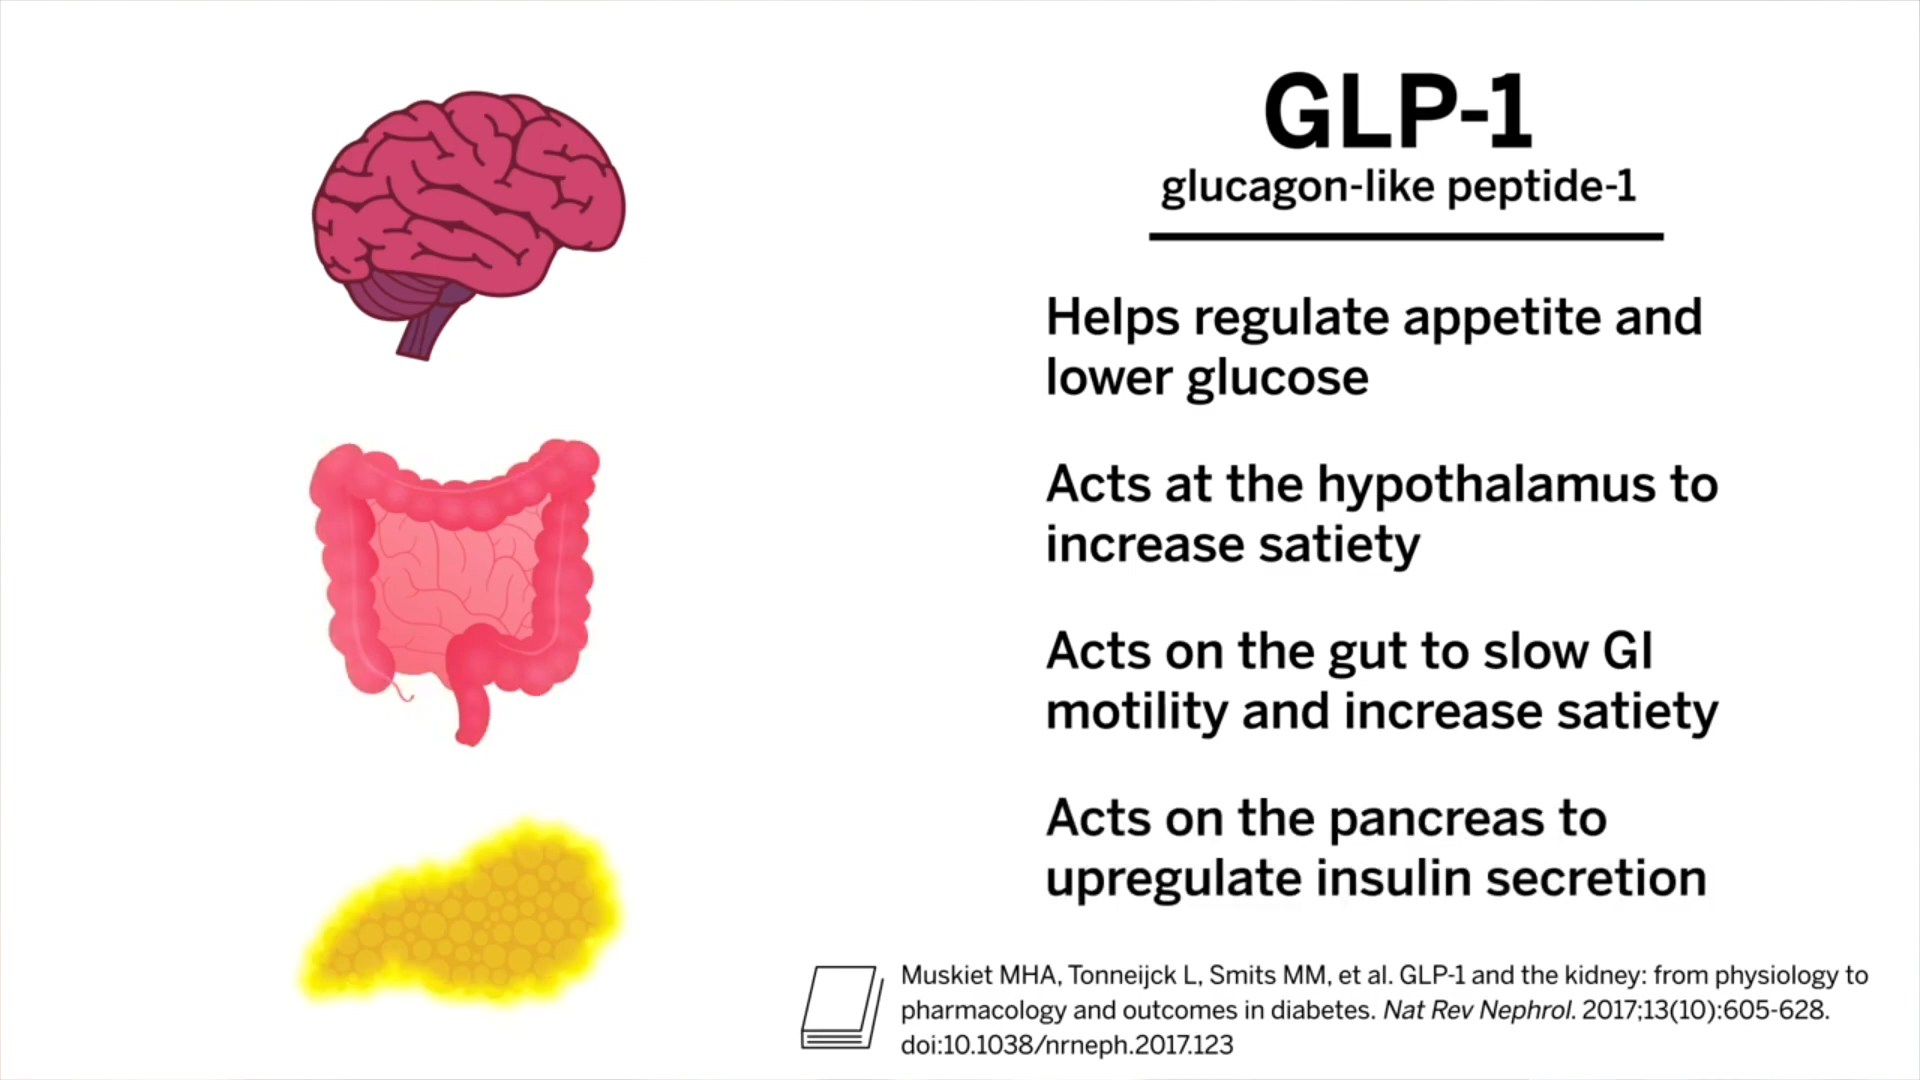 GLP-1
glucagon-like peptide-1
Helps regulate appetite and
lower glucose
Acts at the hypothalamus to
increase satiety
Acts on the gut to slow GI
motility and increase satiety
Acts on the pancreas to
upregulate insulin secretion
Muskiet MHA, Tonneijck L, Smits MM, et al. GLP-1 and the kidney: from physiology to
pharmacology and outcomes in diabetes. Nat Rev Nephrol. 2017;13(10):605-628.
doi:10.1038/nrneph.2017.123